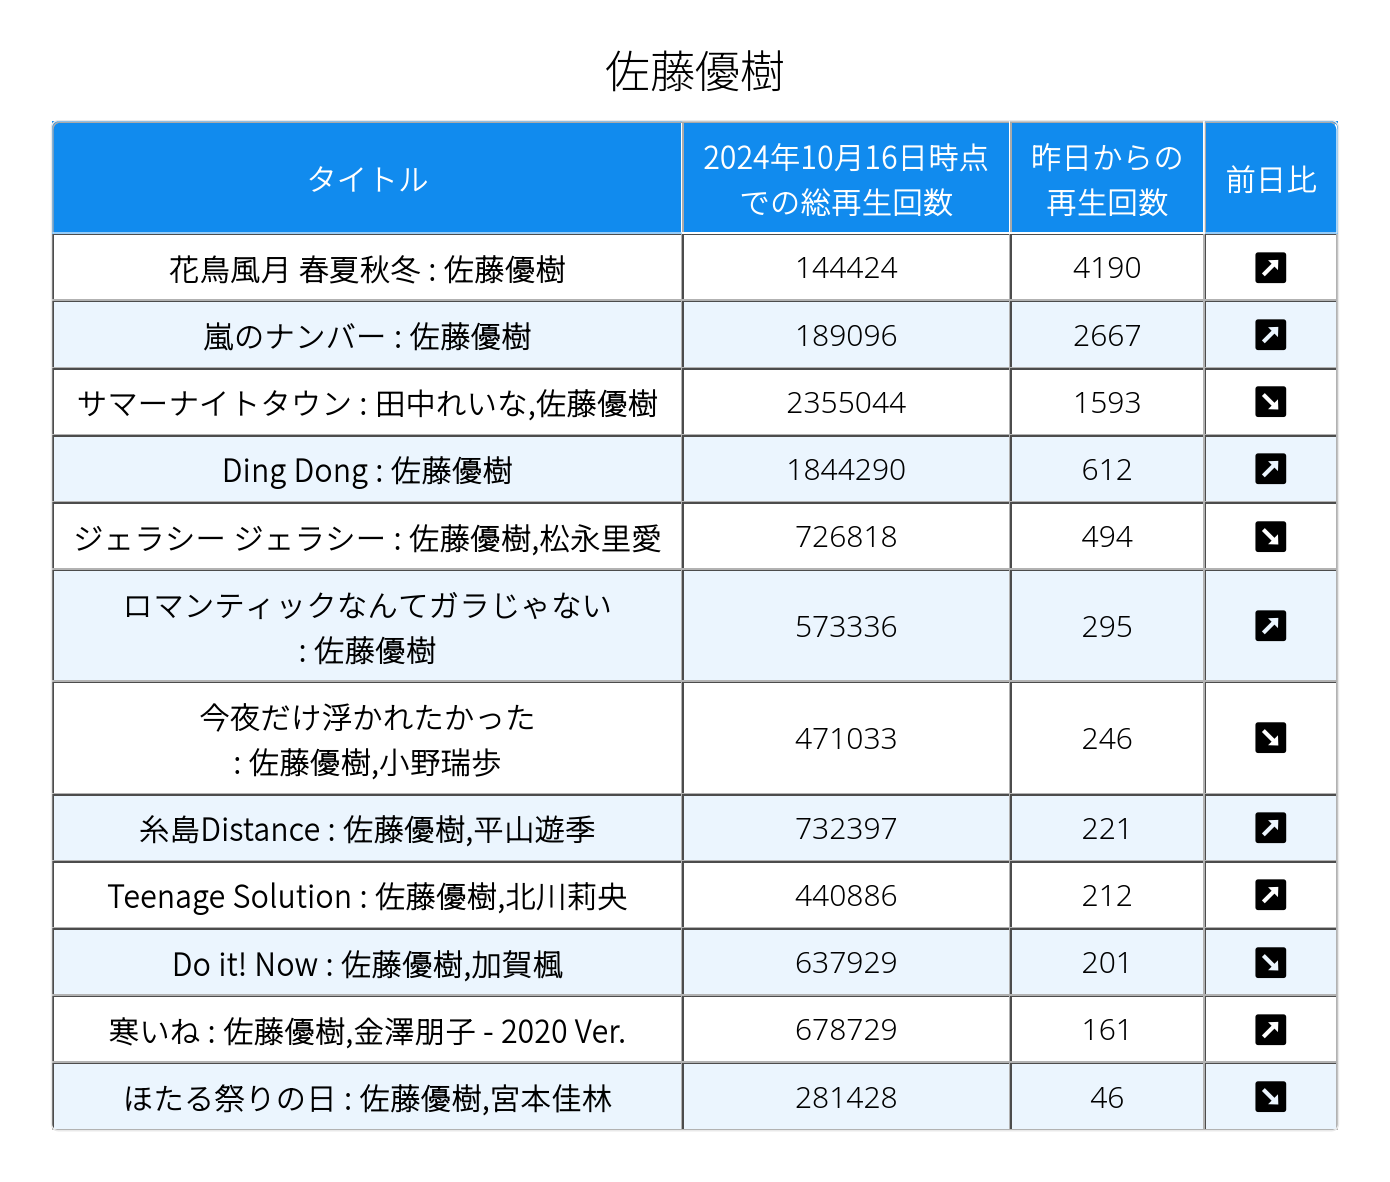 佐藤優樹
タイトル
2024年10月16日時点
での総再生回数
昨日からの
再生回数
前日比
花鳥風月 春夏秋冬 : 佐藤優樹
144424
4190
嵐のナンバー : 佐藤優樹
189096
2667
サマーナイトタウン : 田中れいな,佐藤優樹
2355044
1593
Ding Dong : 佐藤優樹
1844290
612
ジェラシー ジェラシー : 佐藤優樹,松永里愛
726818
494
ロマンティックなんてガラじゃない
: 佐藤優樹
573336
295
今夜だけ浮かれたかった
: 佐藤優樹,小野瑞歩
471033
246
糸島Distance : 佐藤優樹,平山遊季
732397
221
Teenage Solution : 佐藤優樹,北川莉央
440886
212
Do it! Now : 佐藤優樹,加賀楓
637929
201
寒いね : 佐藤優樹,金澤朋子 - 2020 Ver.
678729
161
ほたる祭りの日 : 佐藤優樹,宮本佳林
281428
46